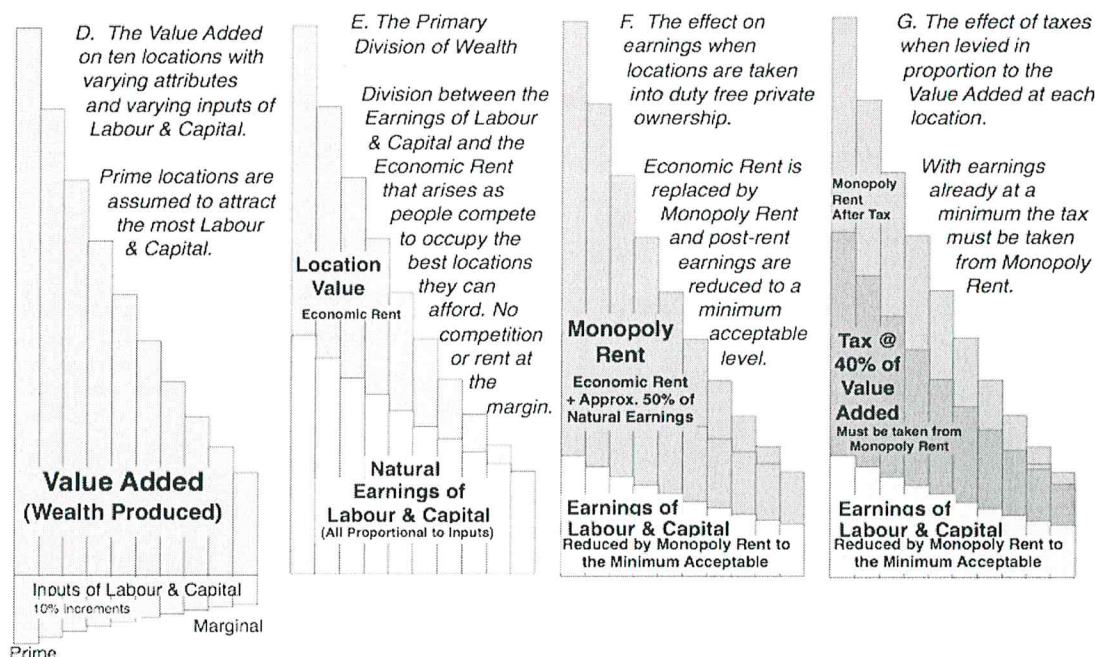 D. The Value Added
on ten locations with
varying attributes
and varying inputs of
Labour & Capital.
Prime locations are
assumed to attract
the most Labour
& Capital.
Value Added
(Wealth Produced)
Inputs of Labour & Capital
10% increments
Marginal
Prime
E. The Primary
Division of Wealth
Division between the
Earnings of Labour
& Capital and the
Economic Rent
that arises as
people compete
to occupy the
best locations
they can
afford. No
competition
or rent at
the
margin.
Location
Value
Economic Rent
Natural
Earnings of
Labour & Capital
(All Proportional to Inputs)
F. The effect on
earnings when
locations are taken
into duty free private
ownership.
Economic Rent is
replaced by
Monopoly Rent
and post-rent
earnings are
reduced to a
minimum
acceptable
level.
Monopoly
Rent
Economic Rent
+ Approx. 50% of
Natural Earnings
Earnings of
Labour & Capital
Reduced by Monopoly Rent to
the Minimum Acceptable
G. The effect of taxes
when levied in
proportion to the
Value Added at each
location.
With earnings
already at a
minimum the tax
must be taken
from Monopoly
Rent.
Monopoly
Rent
After Tax
Tax @
40% of
Value
Added
Must be taken from
Monopoly Rent
Earnings of
Labour & Capital
Reduced by Monopoly Rent to
the Minimum Acceptable